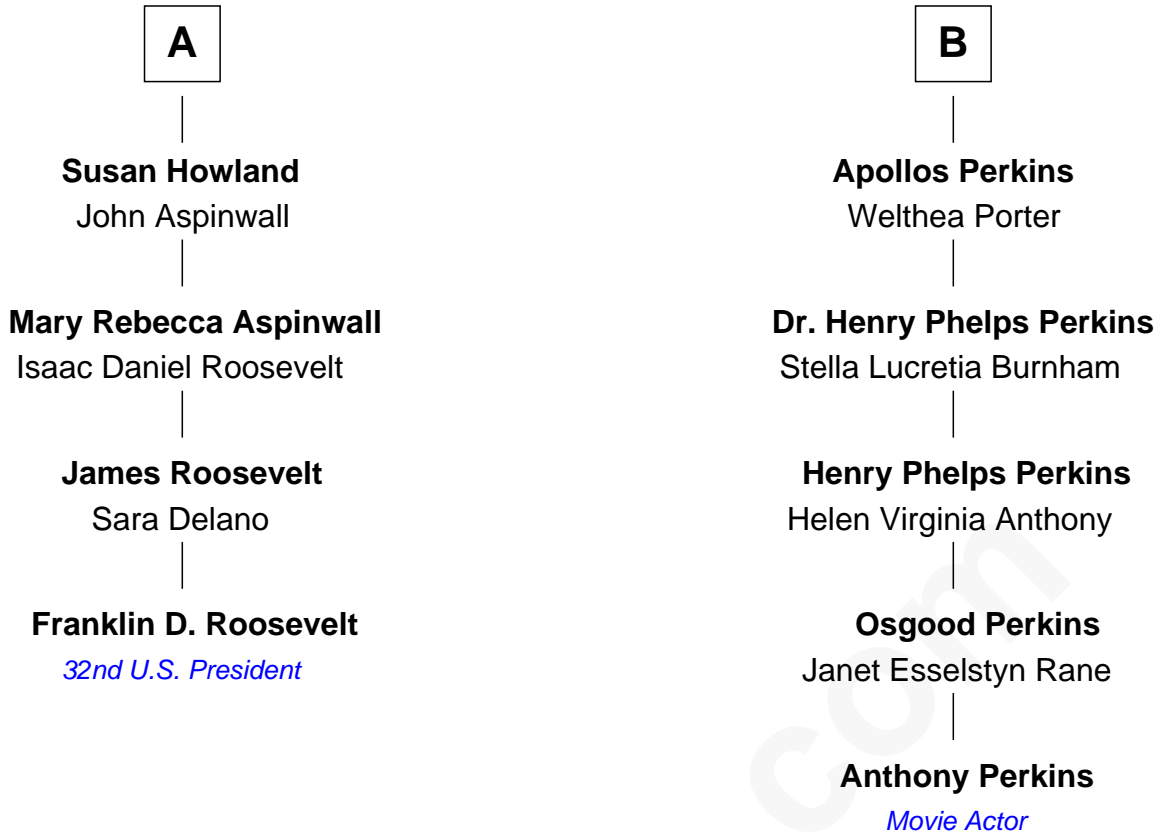 A
Susan Howland
John Aspinwall
Mary Rebecca Aspinwall
Isaac Daniel Roosevelt
James Roosevelt
Sara Delano
Franklin D. Roosevelt
32nd U.S. President
B
Apollos Perkins
Welthea Porter
Dr. Henry Phelps Perkins
Stella Lucretia Burnham
Henry Phelps Perkins
Helen Virginia Anthony
Osgood Perkins
Janet Esselstyn Rane
Anthony Perkins
Movie Actor
com